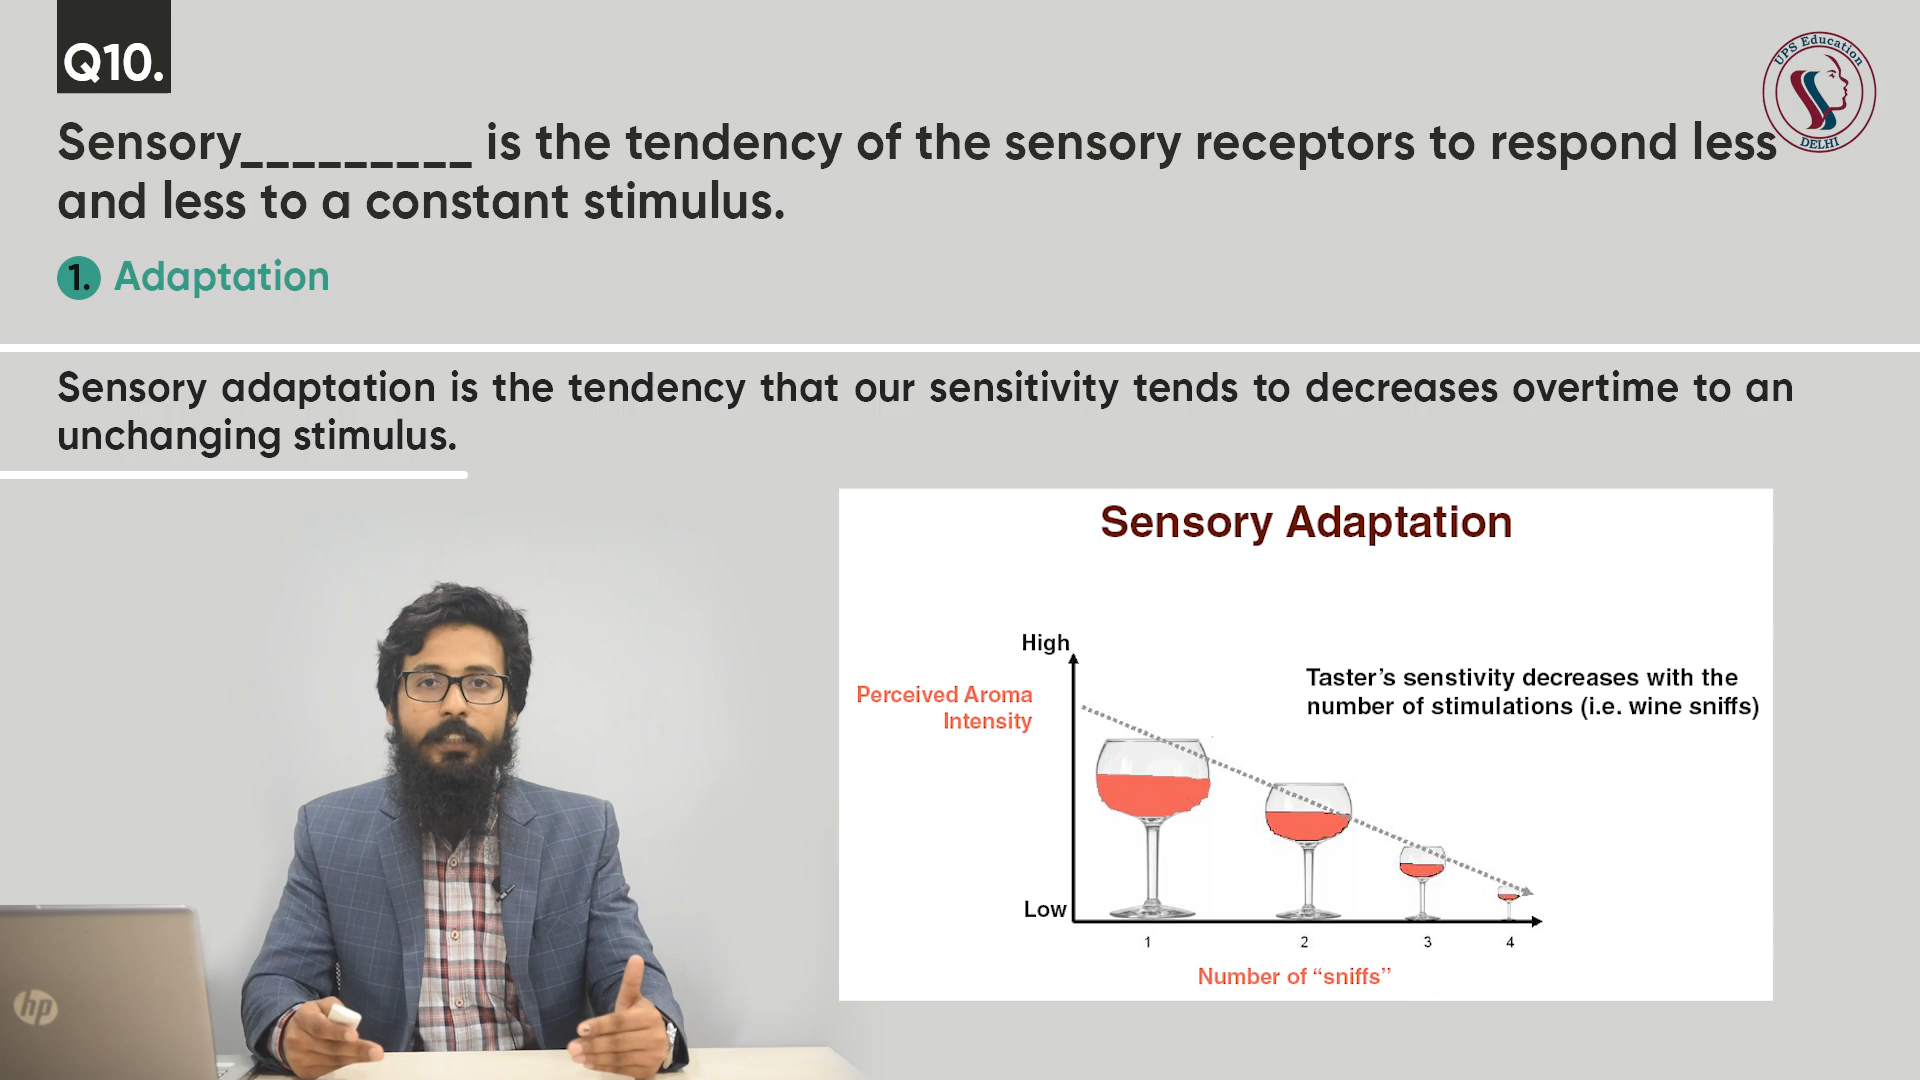 Q10.
UPS Education
DELHI
Sensory_________ is the tendency of the sensory receptors to respond less
and less to a constant stimulus.
1. Adaptation
Sensory adaptation is the tendency that our sensitivity tends to decreases overtime to an
unchanging stimulus.
Sensory Adaptation
High
Perceived Aroma
Intensity
Taster’s senstivity decreases with the
number of stimulations (i.e. wine sniffs)
Low
1 2 3 4
Number of “sniffs”
hp